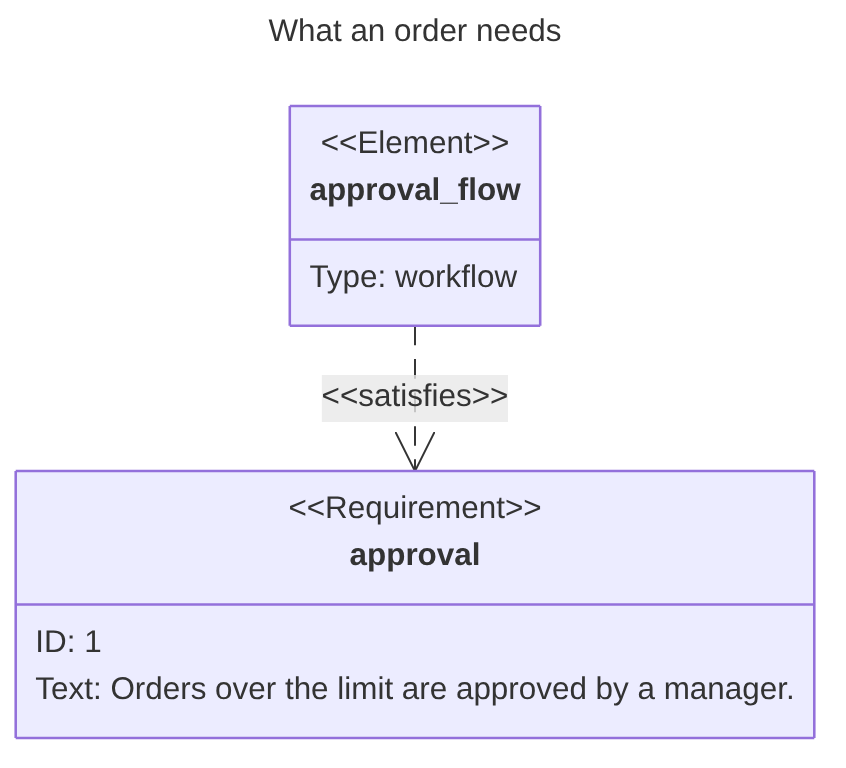 What an order needs
<<Element>>
approval_flow
Type: workflow
<<satisfies>>
<<Requirement>>
approval
ID: 1
Text: Orders over the limit are approved by a manager.